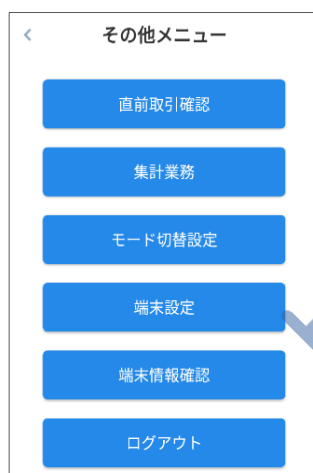 その他メニュー
直前取引確認
集計業務
モード切替設定
端末設定
端末情報確認
ログアウト